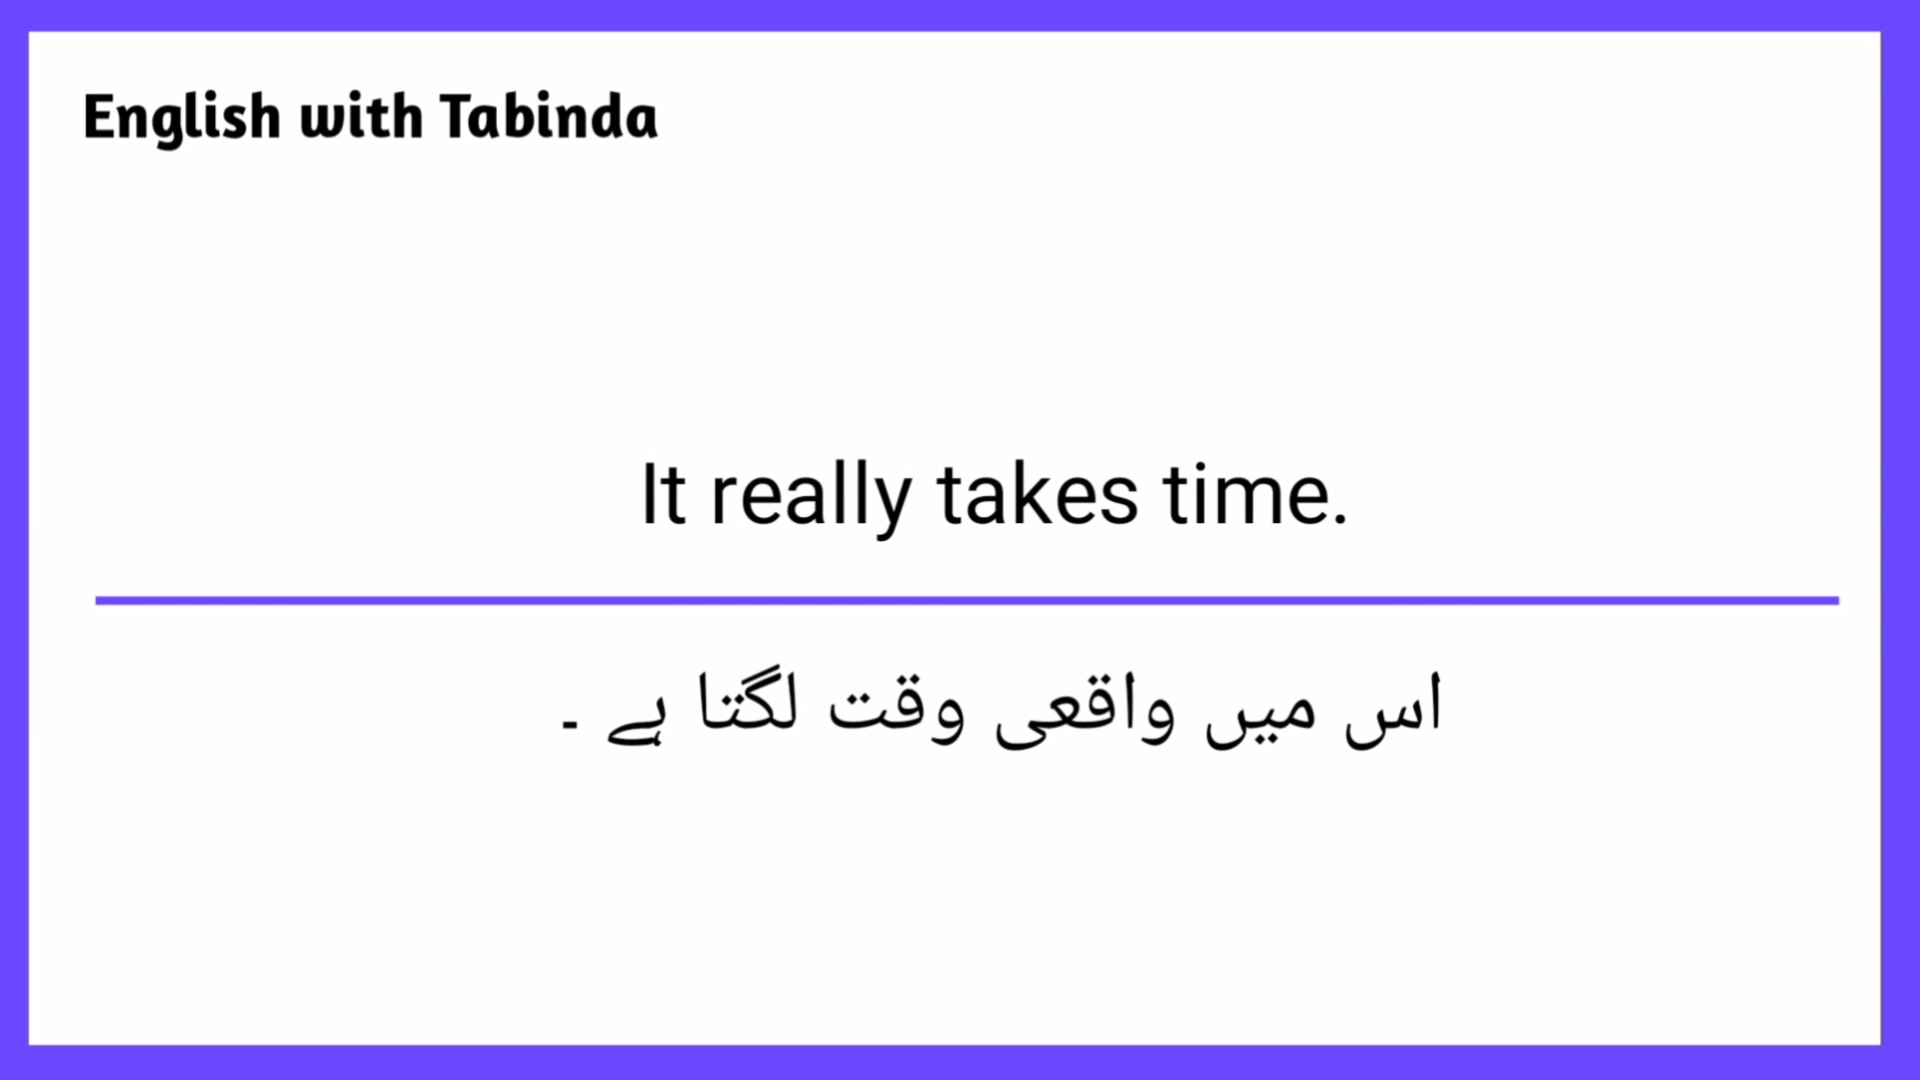 English with Tabinda
It really takes time.
اس میں واقعی وقت لگتا ہے ۔